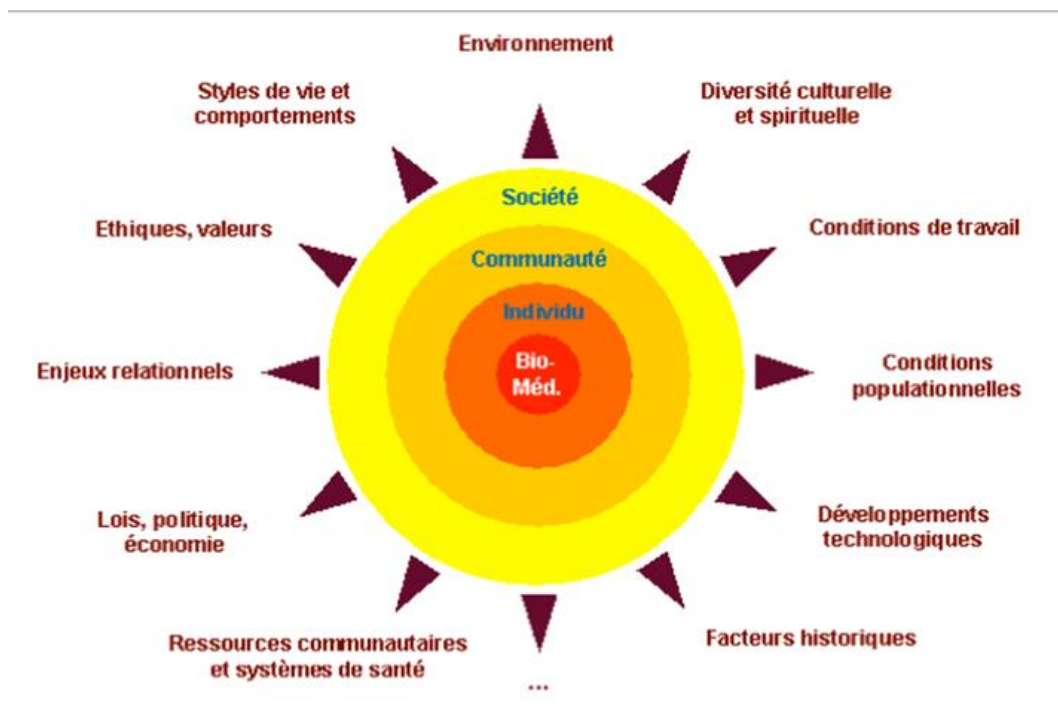 Environnement
Styles de vie et
comportements
Diversité culturelle
et spirituelle
Société
Ethiques, valeurs
Conditions de travail
Communauté
Individu
Bio-
Méd.
Enjeux relationnels
Conditions
populationnelles
Lois, politique,
économie
Développements
technologiques
Ressources communautaires
et systèmes de santé
Facteurs historiques
...